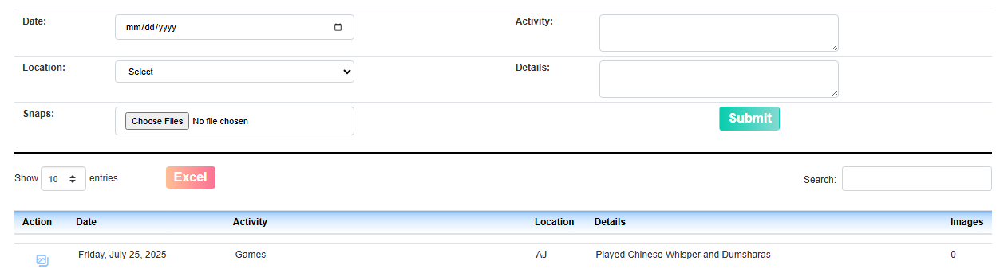 Date: mm/dd/yyyy Activity:
Location: Select Details:
Snaps: Choose Files No file chosen Submit
Show 10 entries Excel Search:
Action Date Activity Location Details Images
Friday, July 25, 2025 Games AJ Played Chinese Whisper and Dumsharas 0